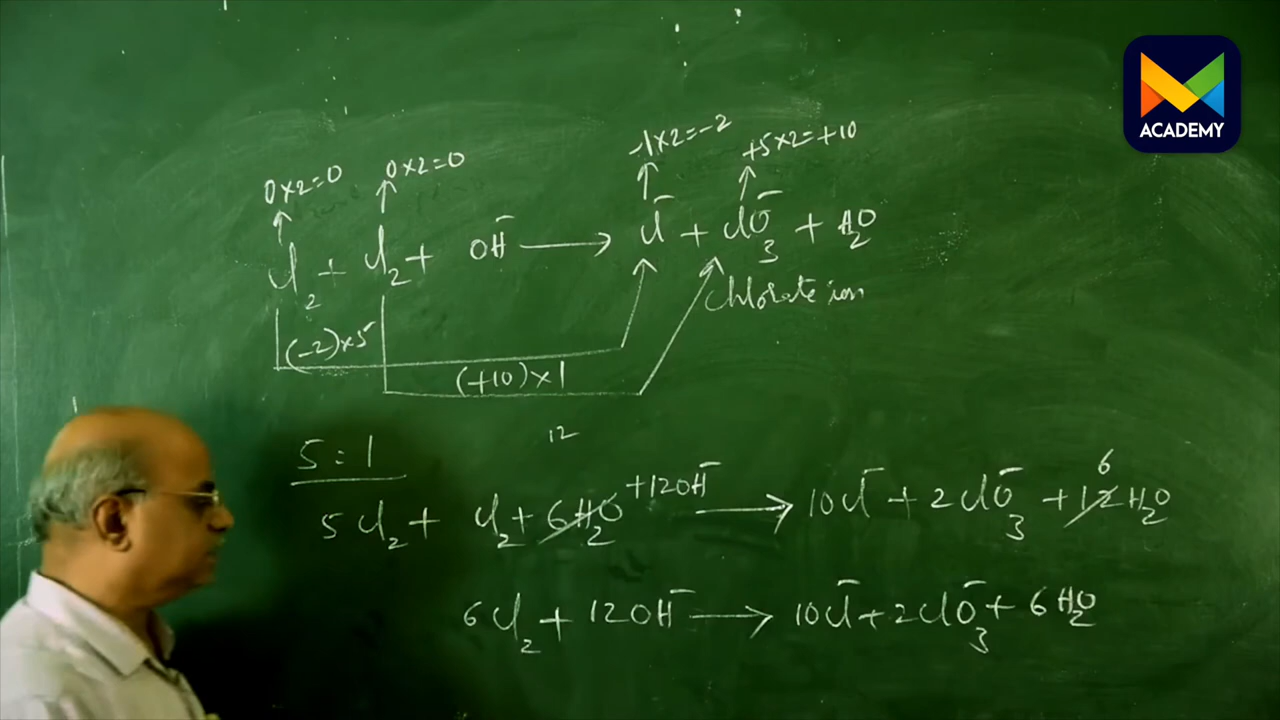 ACADEMY
-1×2=-2
+5×2=+10
0×2=0
0×2=0
Cl₂ + Cl₂ + OH⁻ ⟶ Cl⁻ + ClO₃⁻ + H₂O
Chlorate ion
(-2)×5
(+10)×1
5:1
12
5Cl₂ + Cl₂ + 6H₂O + 12OH⁻ ⟶ 10Cl⁻ + 2ClO₃⁻ + 12 6 H₂O
6Cl₂ + 12OH⁻ ⟶ 10Cl⁻ + 2ClO₃⁻ + 6H₂O